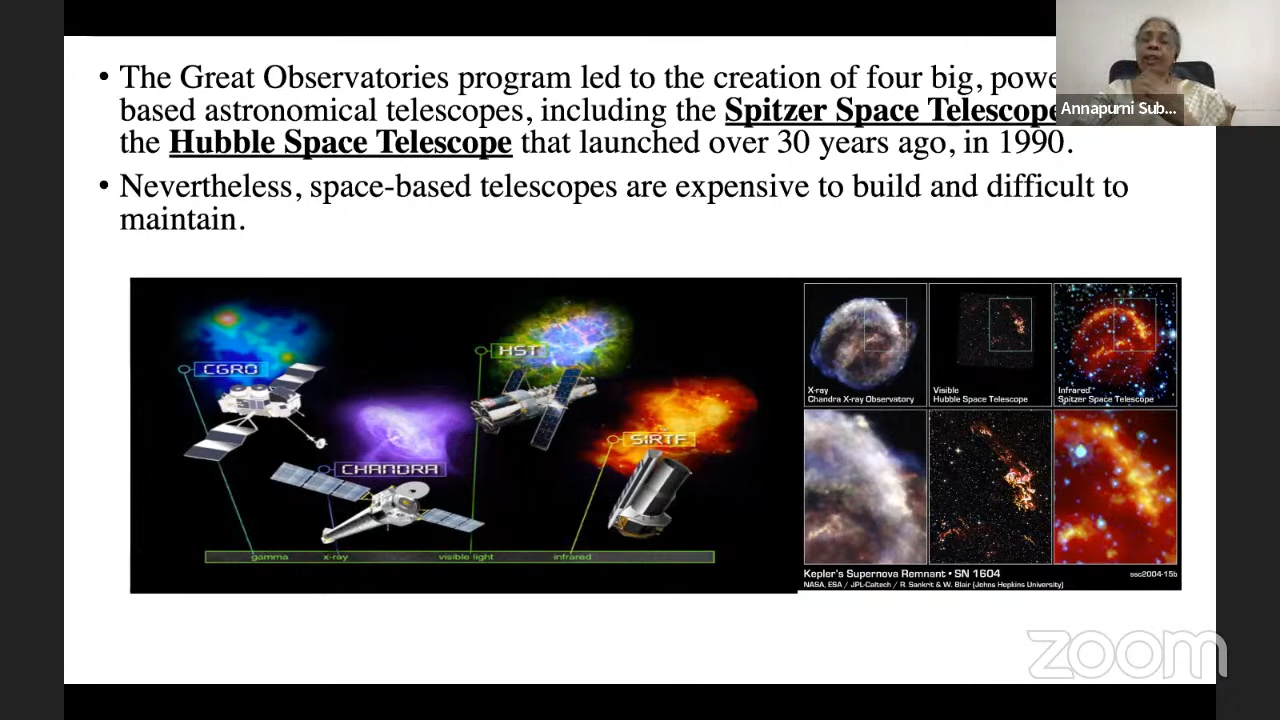 • The Great Observatories program led to the creation of four big, powe
based astronomical telescopes, including the Spitzer Space Telescope
the Hubble Space Telescope that launched over 30 years ago, in 1990.
• Nevertheless, space-based telescopes are expensive to build and difficult to
maintain.
Annapurni Sub...
CGRO
HST
SIRTF
CHANDRA
gamma x-ray visible light infrared
X-ray
Chandra X-ray Observatory
Visible
Hubble Space Telescope
Infrared
Spitzer Space Telescope
Kepler's Supernova Remnant • SN 1604
ssc2004-15b
NASA, ESA / JPL-Caltech / R. Sankrit & W. Blair (Johns Hopkins University)
zoom